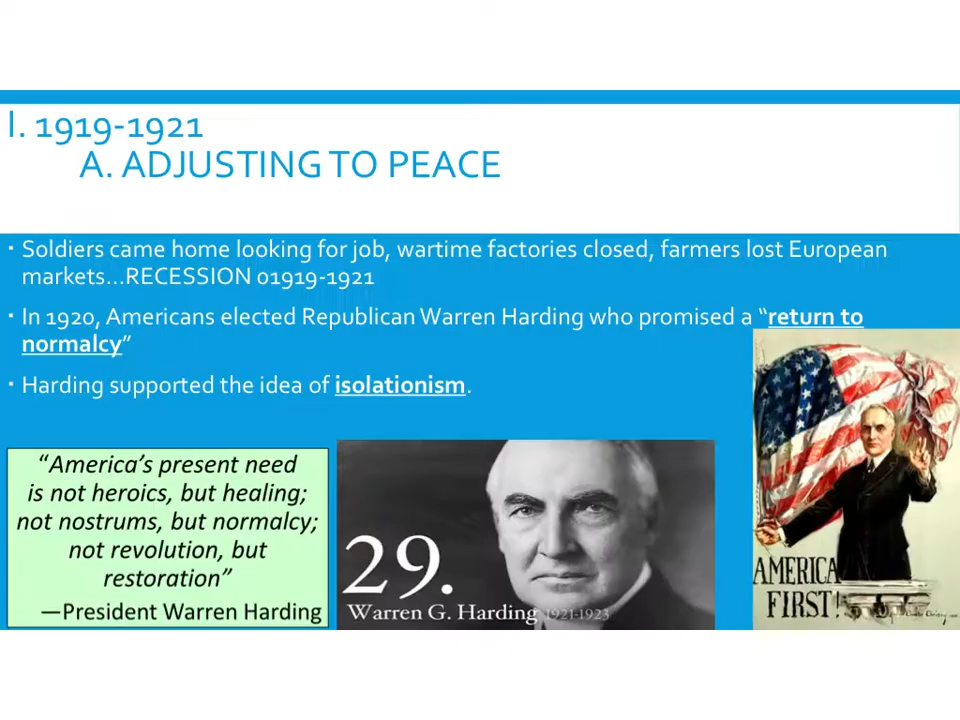 I. 1919-1921
A. ADJUSTING TO PEACE
▪ Soldiers came home looking for job, wartime factories closed, farmers lost European
markets…RECESSION 01919-1921
▪ In 1920, Americans elected Republican Warren Harding who promised a “return to
normalcy”
▪ Harding supported the idea of isolationism.
“America’s present need
is not heroics, but healing;
not nostrums, but normalcy;
not revolution, but
restoration”
—President Warren Harding
29.
Warren G. Harding 1921-1923
AMERICA
FIRST!